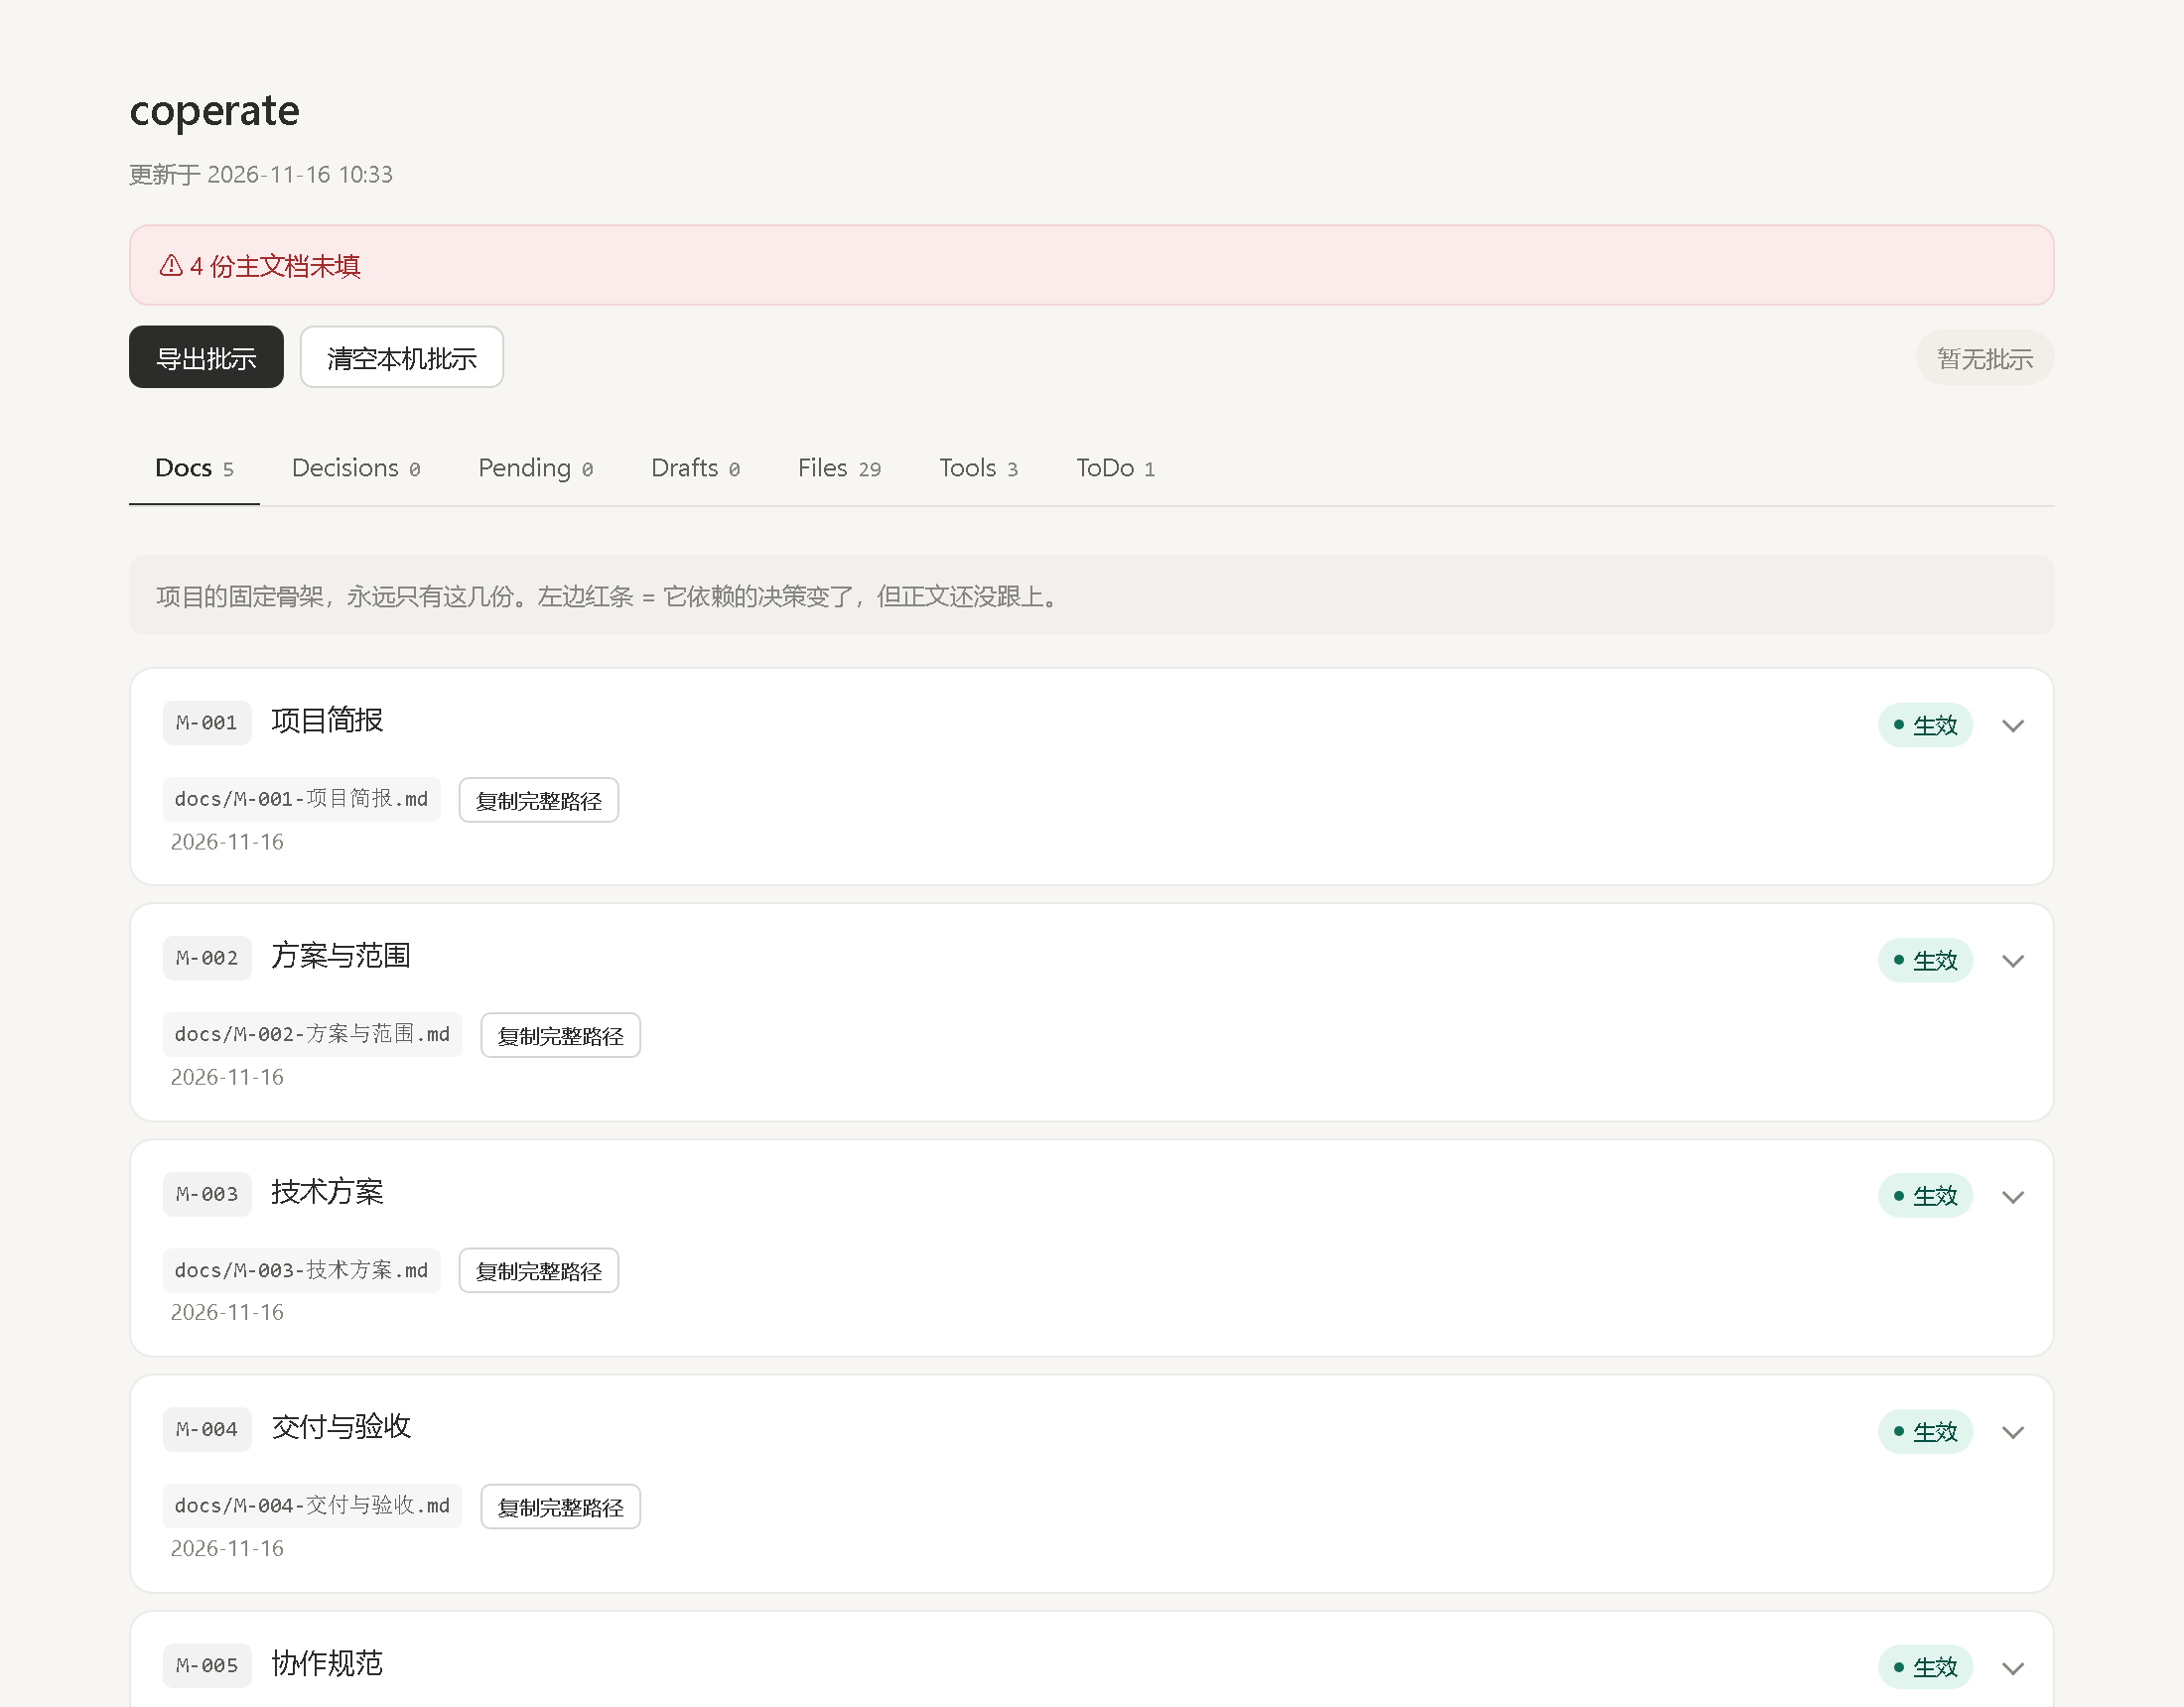 coperate
更新于 2026-11-16 10:33
⚠ 4 份主文档未填
导出批示 清空本机批示 暂无批示
Docs 5 Decisions 0 Pending 0 Drafts 0 Files 29 Tools 3 ToDo 1
项目的固定骨架，永远只有这几份。左边红条 = 它依赖的决策变了，但正文还没跟上。
M-001 项目简报 生效
docs/M-001-项目简报.md 复制完整路径
2026-11-16
M-002 方案与范围 生效
docs/M-002-方案与范围.md 复制完整路径
2026-11-16
M-003 技术方案 生效
docs/M-003-技术方案.md 复制完整路径
2026-11-16
M-004 交付与验收 生效
docs/M-004-交付与验收.md 复制完整路径
2026-11-16
M-005 协作规范 生效